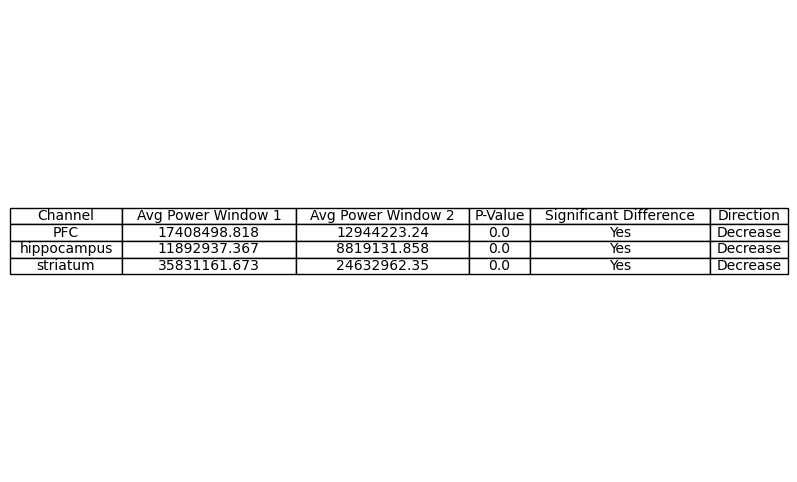 Channel Avg Power Window 1 Avg Power Window 2 P-Value Significant Difference Direction
PFC 17408498.818 12944223.24 0.0 Yes Decrease
hippocampus 11892937.367 8819131.858 0.0 Yes Decrease
striatum 35831161.673 24632962.35 0.0 Yes Decrease